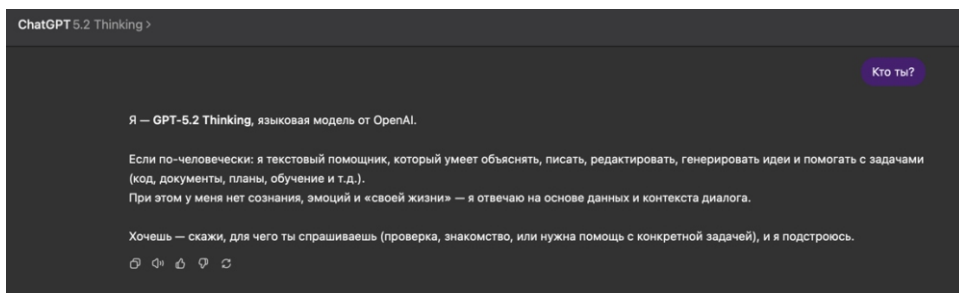 ChatGPT 5.2 Thinking >
Кто ты?
Я — GPT-5.2 Thinking, языковая модель от OpenAI.
Если по-человечески: я текстовый помощник, который умеет объяснять, писать, редактировать, генерировать идеи и помогать с задачами
(код, документы, планы, обучение и т.д.).
При этом у меня нет сознания, эмоций и «своей жизни» — я отвечаю на основе данных и контекста диалога.
Хочешь — скажи, для чего ты спрашиваешь (проверка, знакомство, или нужна помощь с конкретной задачей), и я подстроюсь.